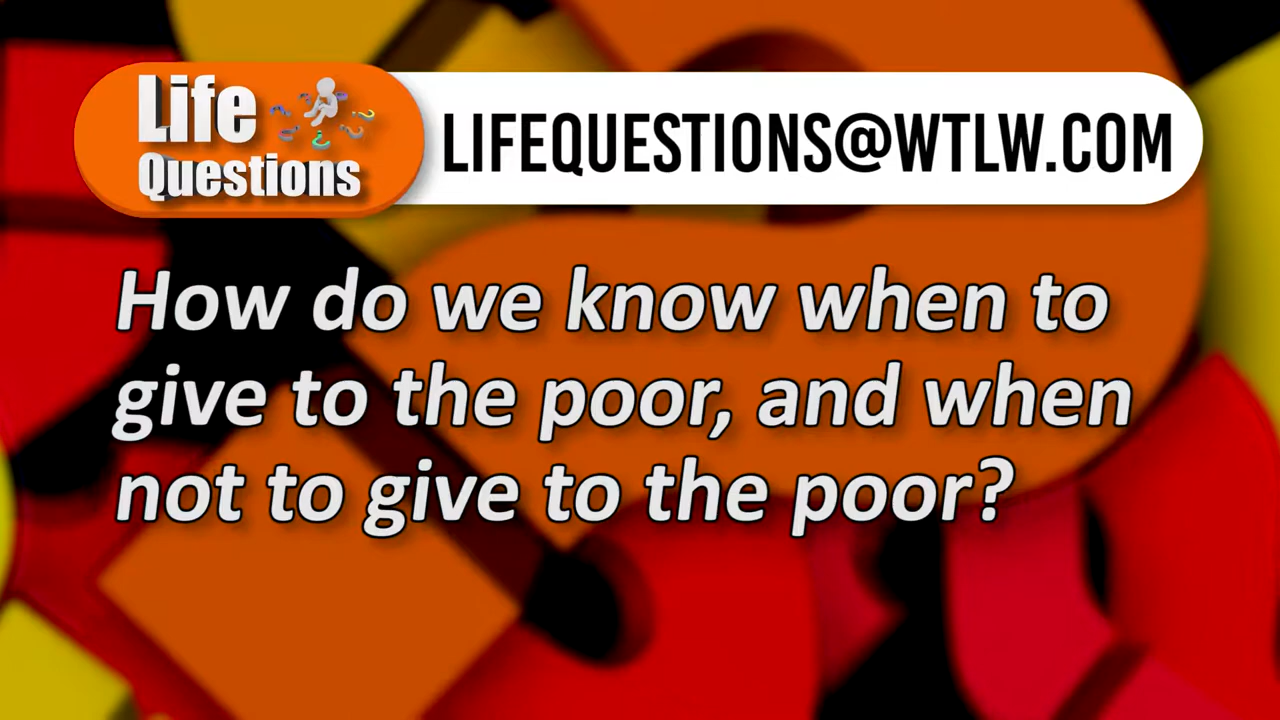 Life
Questions
LIFEQUESTIONS@WTLW.COM
How do we know when to
give to the poor, and when
not to give to the poor?